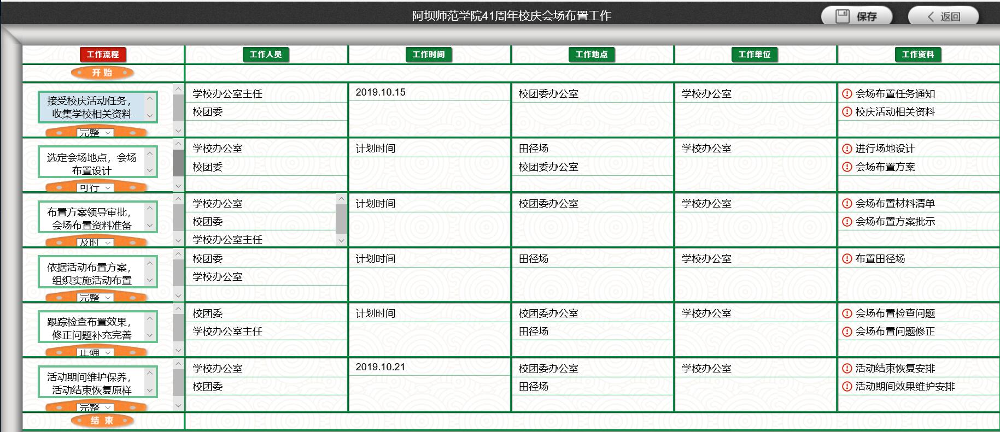 阿坝师范学院41周年校庆会场布置工作
保存
返回
工作流程 工作人员 工作时间 工作地点 工作单位 工作资料
开始
接受校庆活动任务，
收集学校相关资料
完整
学校办公室主任
校团委
2019.10.15
校团委办公室
学校办公室
会场布置任务通知
校庆活动相关资料
选定会场地点，会场
布置设计
可行
学校办公室
校团委
计划时间
田径场
校团委办公室
学校办公室
进行场地设计
会场布置方案
布置方案领导审批，
会场布置资料准备
及时
学校办公室
校团委
学校办公室主任
计划时间
校团委办公室
学校办公室
会场布置材料清单
会场布置方案批示
依据活动布置方案，
组织实施活动布置
完整
校团委
学校办公室
计划时间
田径场
学校办公室
布置田径场
跟踪检查布置效果，
修正问题补充完善
校团委
学校办公室主任
计划时间
校团委办公室
田径场
学校办公室
会场布置检查问题
会场布置问题修正
活动期间维护保养，
活动结束恢复原样
完整
学校办公室
校团委
2019.10.21
校团委办公室
田径场
学校办公室
活动结束恢复安排
活动期间效果维护安排
结束